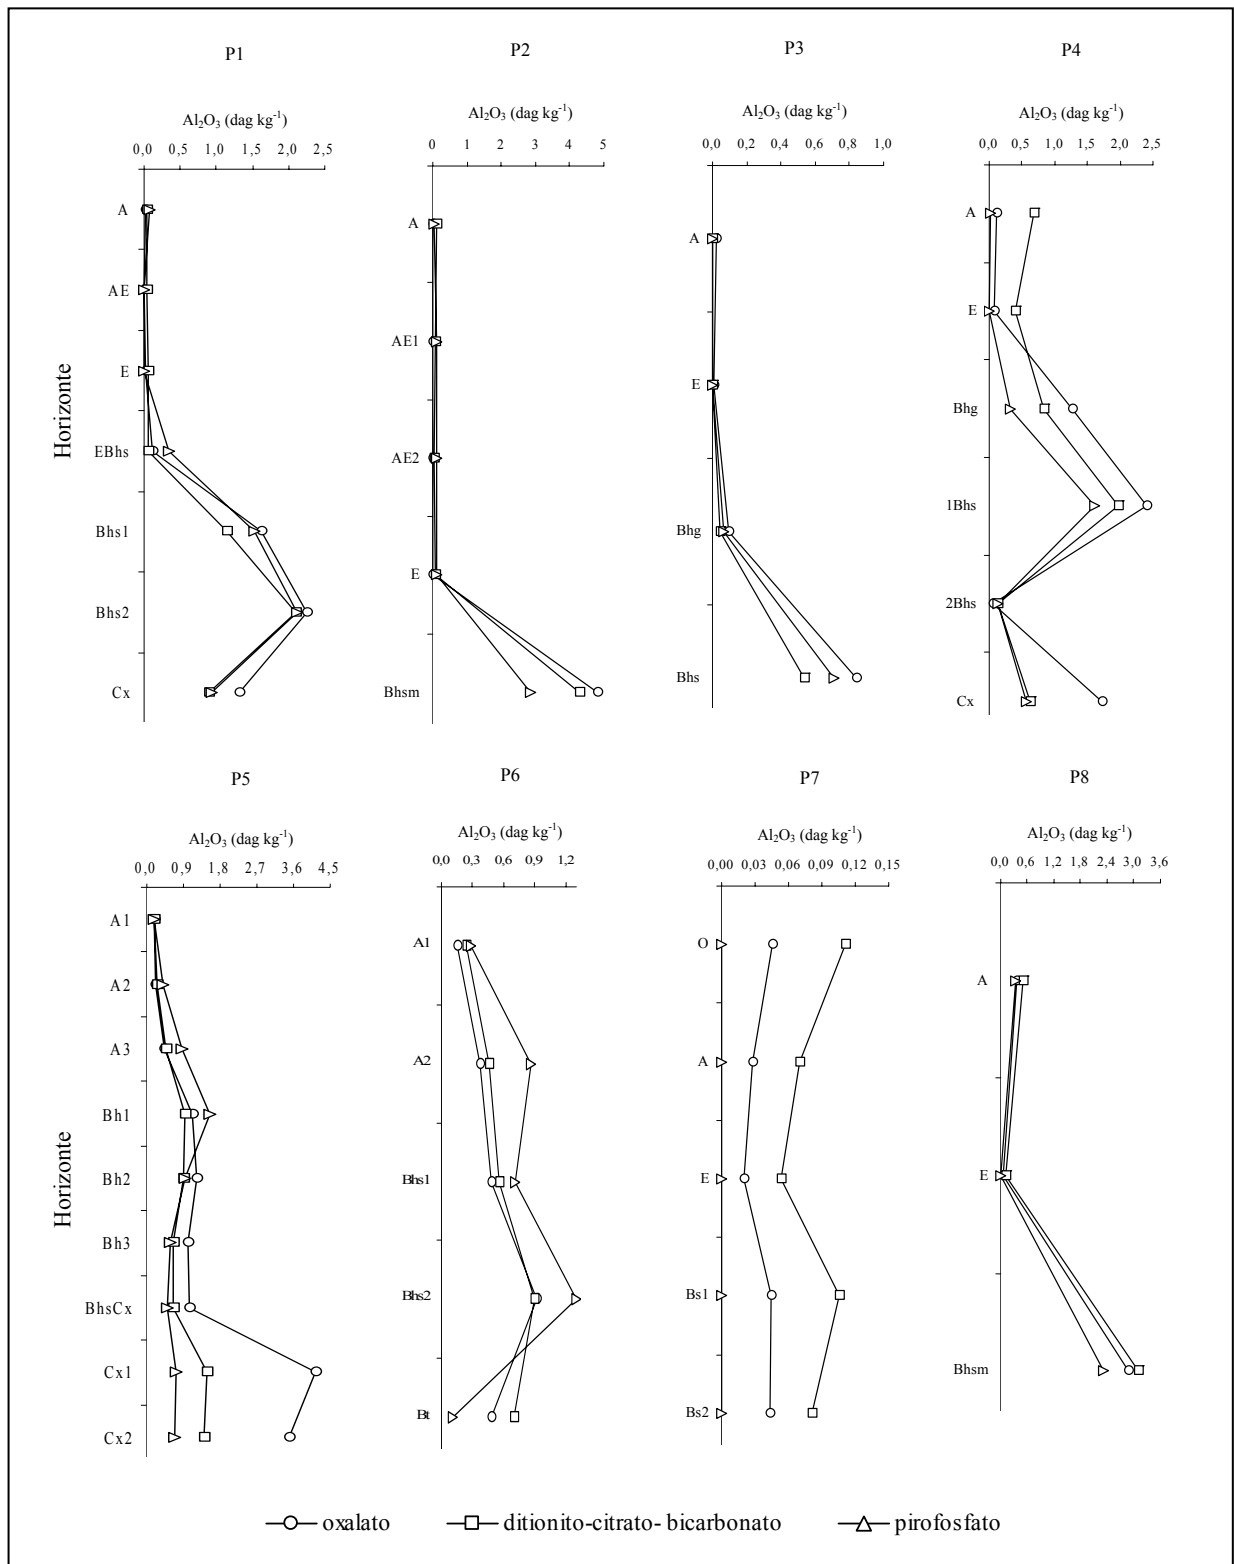 P1 P2 P3 P4
Al₂O₃ (dag kg⁻¹) Al₂O₃ (dag kg⁻¹) Al₂O₃ (dag kg⁻¹) Al₂O₃ (dag kg⁻¹)
0,0 0,5 1,0 1,5 2,0 2,5
0 1 2 3 4 5
0,0 0,2 0,4 0,6 0,8 1,0
0,0 0,5 1,0 1,5 2,0 2,5
Horizonte
A
AE
E
EBhs
Bhs1
Bhs2
Cx
A
AE1
AE2
E
Bhsm
A
E
Bhg
Bhs
A
E
Bhg
1Bhs
2Bhs
Cx
P5 P6 P7 P8
Al₂O₃ (dag kg⁻¹) Al₂O₃ (dag kg⁻¹) Al₂O₃ (dag kg⁻¹) Al₂O₃ (dag kg⁻¹)
0,0 0,9 1,8 2,7 3,6 4,5
0,0 0,3 0,6 0,9 1,2
0,00 0,03 0,06 0,09 0,12 0,15
0,0 0,6 1,2 1,8 2,4 3,0 3,6
Horizonte
A1
A2
A3
Bh1
Bh2
Bh3
BhsCx
Cx1
Cx2
A1
A2
Bhs1
Bhs2
Bt
O
A
E
Bs1
Bs2
A
E
Bhsm
oxalato ditionito-citrato- bicarbonato pirofosfato